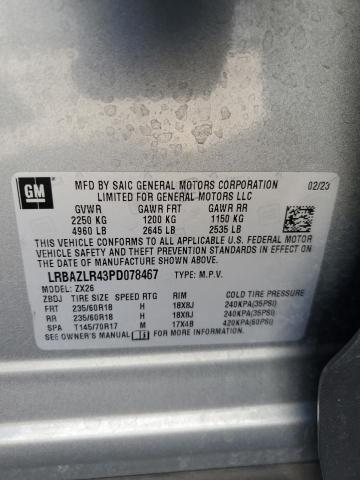 GM
MFD BY SAIC GENERAL MOTORS CORPORATION 02/23
LIMITED FOR GENERAL MOTORS LLC
GVWR GAWR FRT GAWR RR
2250 KG 1200 KG 1150 KG
4960 LB 2645 LB 2535 LB
THIS VEHICLE CONFORMS TO ALL APPLICABLE U.S. FEDERAL MOTOR
VEHICLE SAFETY, BUMPER, AND THEFT PREVENTION STANDARDS IN EFFECT
ON THE DATE OF MANUFACTURE SHOWN ABOVE.
LRBAZLR43PD078467 TYPE: M.P.V.
MODEL: ZX26
ZBDJ TIRE SIZE SPEED RTG RIM COLD TIRE PRESSURE
FRT 235/60R18 H 18X8J 240KPA(35PSI)
RR 235/60R18 H 18X8J 240KPA(35PSI)
SPA T145/70R17 M 17X4B 420KPA(60PSI)
SEE OWNER'S MANUAL FOR ADDITIONAL INFORMATION.